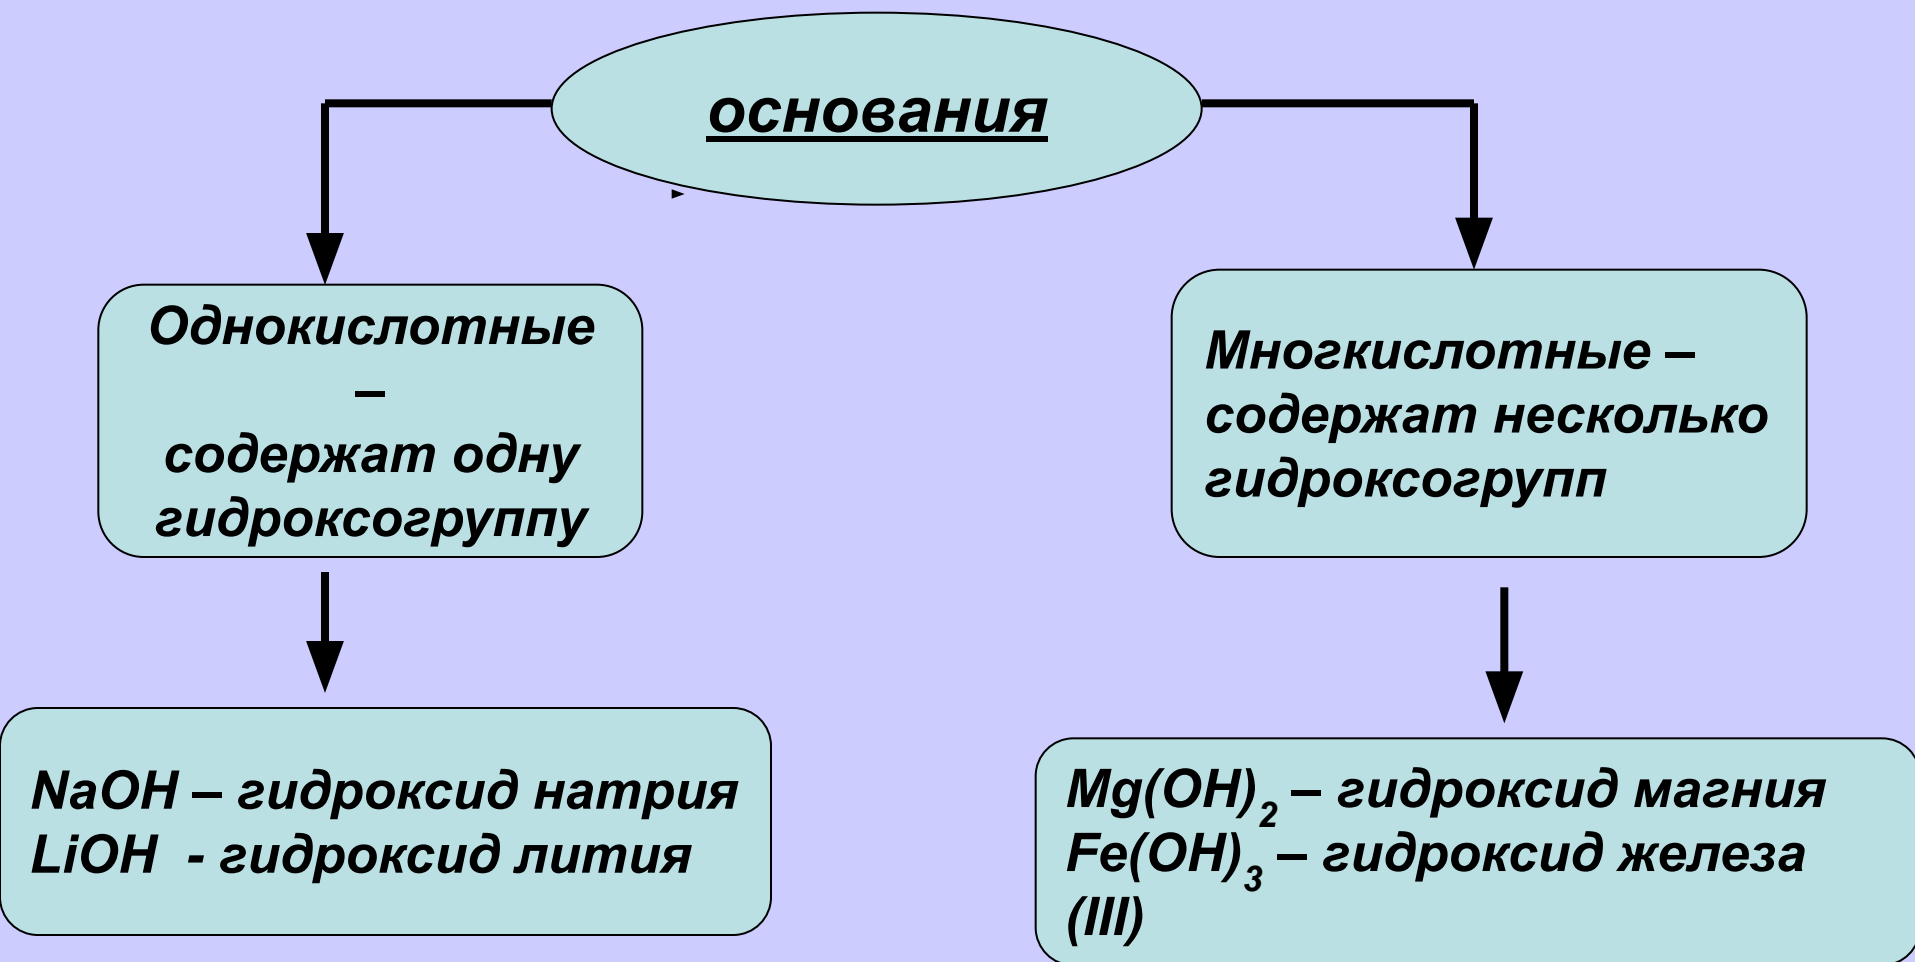 основания
Однокислотные
–
содержат одну
гидроксогруппу
Многкислотные –
содержат несколько
гидроксогрупп
NaOH – гидроксид натрия
LiOH - гидроксид лития
Mg(OH)₂ – гидроксид магния
Fe(OH)₃ – гидроксид железа
(III)